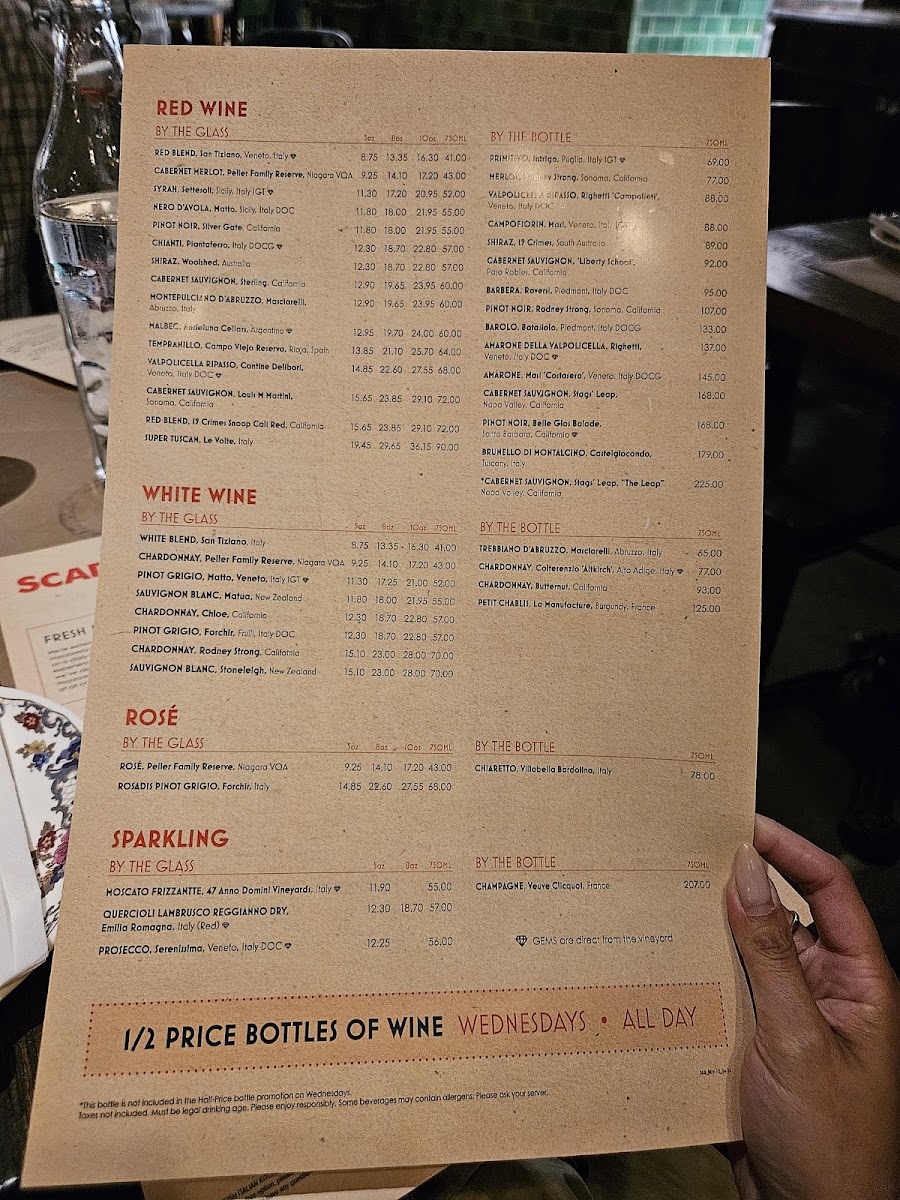 RED WINE
BY THE GLASS 5oz 8oz 10oz 750ML
RED BLEND, San Tiziano, Veneto, Italy 8.75 13.35 16.30 41.00
CABERNET MERLOT, Peller Family Reserve, Niagara VQA 9.25 14.10 17.20 43.00
SYRAH, Settesoli, Sicily, Italy IGT 11.30 17.20 20.95 52.00
NERO D'AVOLA, Matto, Sicily, Italy DOC 11.80 18.00 21.95 55.00
PINOT NOIR, Silver Gate, California 11.80 18.00 21.95 55.00
CHIANTI, Piantaferro, Italy DOCG 12.30 18.70 22.80 57.00
SHIRAZ, Woolshed, Australia 12.30 18.70 22.80 57.00
CABERNET SAUVIGNON, Sterling, California 12.90 19.65 23.95 60.00
MONTEPULCIANO D'ABRUZZO, Masciarelli, 12.90 19.65 23.95 60.00
Abruzzo, Italy
MALBEC, Andeluna Cellars, Argentina 12.95 19.70 24.00 60.00
TEMPRANILLO, Campo Viejo Reserva, Rioja, Spain 13.85 21.10 25.70 64.00
VALPOLICELLA RIPASSO, Cantine Delibori, 14.85 22.60 27.55 68.00
Veneto, Italy DOC
CABERNET SAUVIGNON, Louis M Martini, 15.65 23.85 29.10 72.00
Sonoma, California
RED BLEND, 19 Crimes Snoop Cali Red, California 15.65 23.85 29.10 72.00
SUPER TUSCAN, Le Volte, Italy 19.45 29.65 36.15 90.00
BY THE BOTTLE 750ML
PRIMITIVO, Intrigo, Puglia, Italy IGT 69.00
MERLOT, Rodney Strong, Sonoma, California 77.00
VALPOLICELLA RIPASSO, Righetti 'Campolieti', 88.00
Veneto, Italy DOC
CAMPOFIORIN, Masi, Veneto, Italy IGT 88.00
SHIRAZ, 19 Crimes, South Australia 89.00
CABERNET SAUVIGNON, 'Liberty School', 92.00
Paso Robles, California
BARBERA, Roveri, Piedmont, Italy DOC 95.00
PINOT NOIR, Rodney Strong, Sonoma, California 107.00
BAROLO, Batasiolo, Piedmont, Italy DOCG 133.00
AMARONE DELLA VALPOLICELLA, Righetti, 137.00
Veneto, Italy DOC
AMARONE, Masi 'Costasera', Veneto, Italy DOCG 145.00
CABERNET SAUVIGNON, Stags' Leap, 168.00
Napa Valley, California
PINOT NOIR, Belle Glos Balade, 168.00
Santa Barbara, California
BRUNELLO DI MONTALCINO, Castelgiocondo, 179.00
Tuscany, Italy
*CABERNET SAUVIGNON, Stags' Leap, "The Leap" 225.00
Napa Valley, California
WHITE WINE
BY THE GLASS 5oz 8oz 10oz 750ML
WHITE BLEND, San Tiziano, Italy 8.75 13.35 16.30 41.00
CHARDONNAY, Peller Family Reserve, Niagara VQA 9.25 14.10 17.20 43.00
PINOT GRIGIO, Matto, Veneto, Italy IGT 11.30 17.25 21.00 52.00
SAUVIGNON BLANC, Matua, New Zealand 11.80 18.00 21.95 55.00
CHARDONNAY, Chloe, California 12.30 18.70 22.80 57.00
PINOT GRIGIO, Forchir, Fruili, Italy DOC 12.30 18.70 22.80 57.00
CHARDONNAY, Rodney Strong, California 15.10 23.00 28.00 70.00
SAUVIGNON BLANC, Stoneleigh, New Zealand 15.10 23.00 28.00 70.00
BY THE BOTTLE 750ML
TREBBIANO D'ABRUZZO, Masciarelli, Abruzzo, Italy 65.00
CHARDONNAY, Colterenzio 'Altkirch', Alto Adige, Italy 77.00
CHARDONNAY, Butternut, California 93.00
PETIT CHABLIS, La Manufacture, Burgundy, France 125.00
ROSÉ
BY THE GLASS 5oz 8oz 10oz 750ML
ROSÉ, Peller Family Reserve, Niagara VQA 9.25 14.10 17.20 43.00
ROSADIS PINOT GRIGIO, Forchir, Italy 14.85 22.60 27.55 68.00
BY THE BOTTLE 750ML
CHIARETTO, Villabella Bardolino, Italy 78.00
SPARKLING
BY THE GLASS 5oz 8oz 750ML
MOSCATO FRIZZANTTE, 47 Anno Domini Vineyards, Italy 11.90 55.00
QUERCIOLI LAMBRUSCO REGGIANNO DRY, 12.30 18.70 57.00
Emilia Romagna, Italy (Red)
PROSECCO, Serenissima, Veneto, Italy DOC 12.25 56.00
BY THE BOTTLE 750ML
CHAMPAGNE, Veuve Clicquot, France 207.00
GEMS are direct from the vineyard
1/2 PRICE BOTTLES OF WINE WEDNESDAYS • ALL DAY
*This bottle is not included in the Half-Price bottle promotion on Wednesdays.
Taxes not included. Must be legal drinking age. Please enjoy responsibly. Some beverages may contain allergens. Please ask your server.
SCAR
FRESH